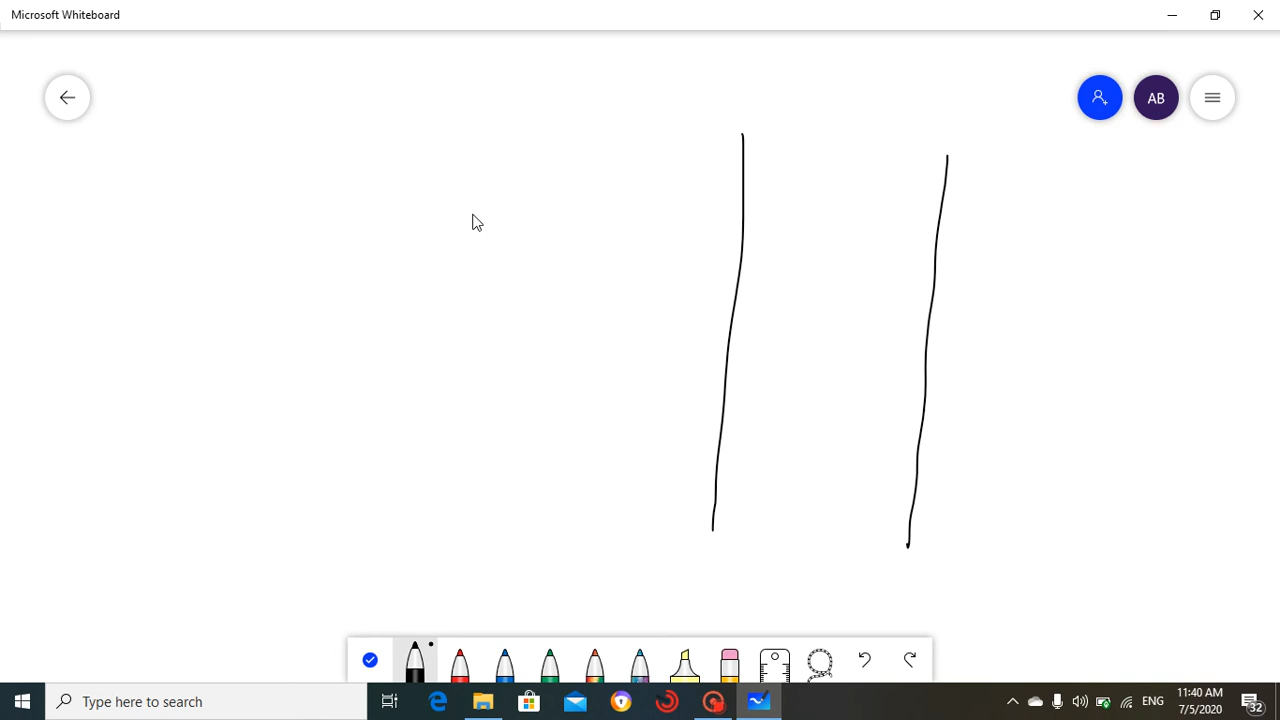 Microsoft Whiteboard
AB
Type here to search
ENG
11:40 AM
7/5/2020
32